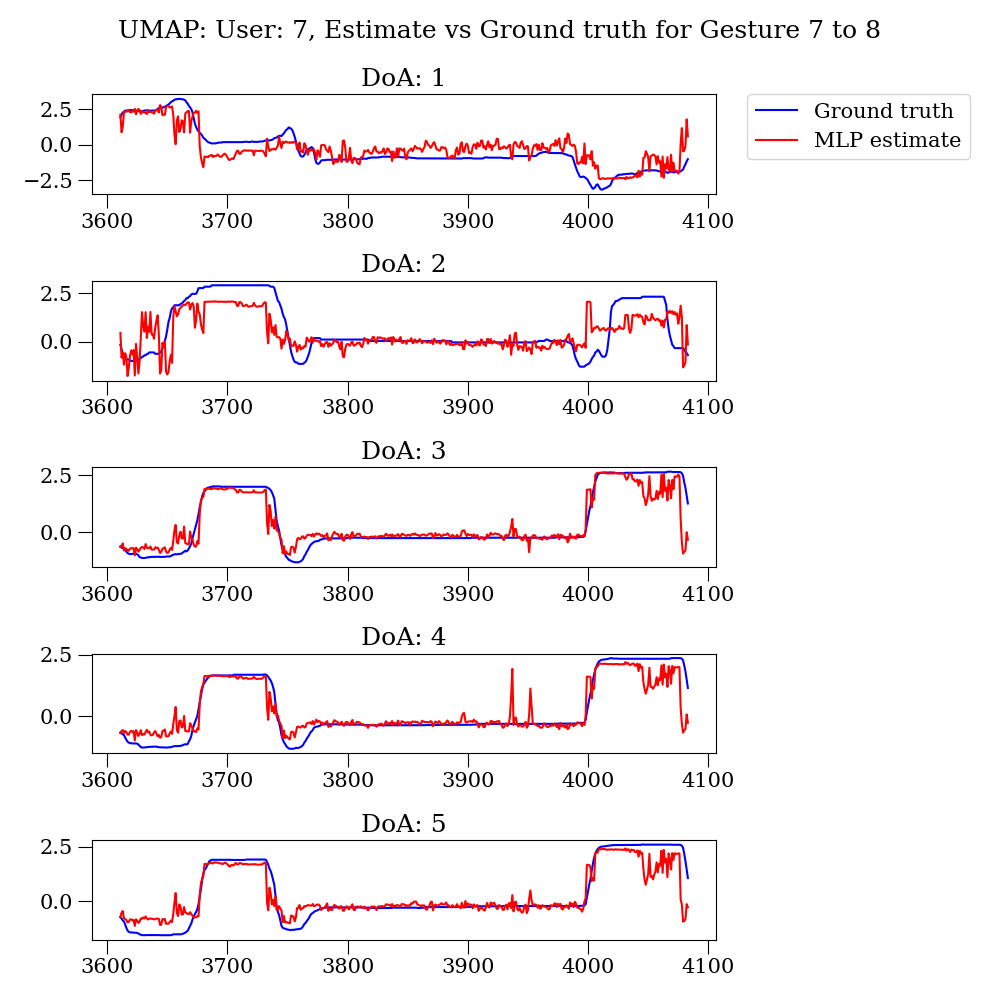 UMAP: User: 7, Estimate vs Ground truth for Gesture 7 to 8
DoA: 1
Ground truth
MLP estimate
2.5
0.0
−2.5
3600 3700 3800 3900 4000 4100
DoA: 2
2.5
0.0
3600 3700 3800 3900 4000 4100
DoA: 3
2.5
0.0
3600 3700 3800 3900 4000 4100
DoA: 4
2.5
0.0
3600 3700 3800 3900 4000 4100
DoA: 5
2.5
0.0
3600 3700 3800 3900 4000 4100